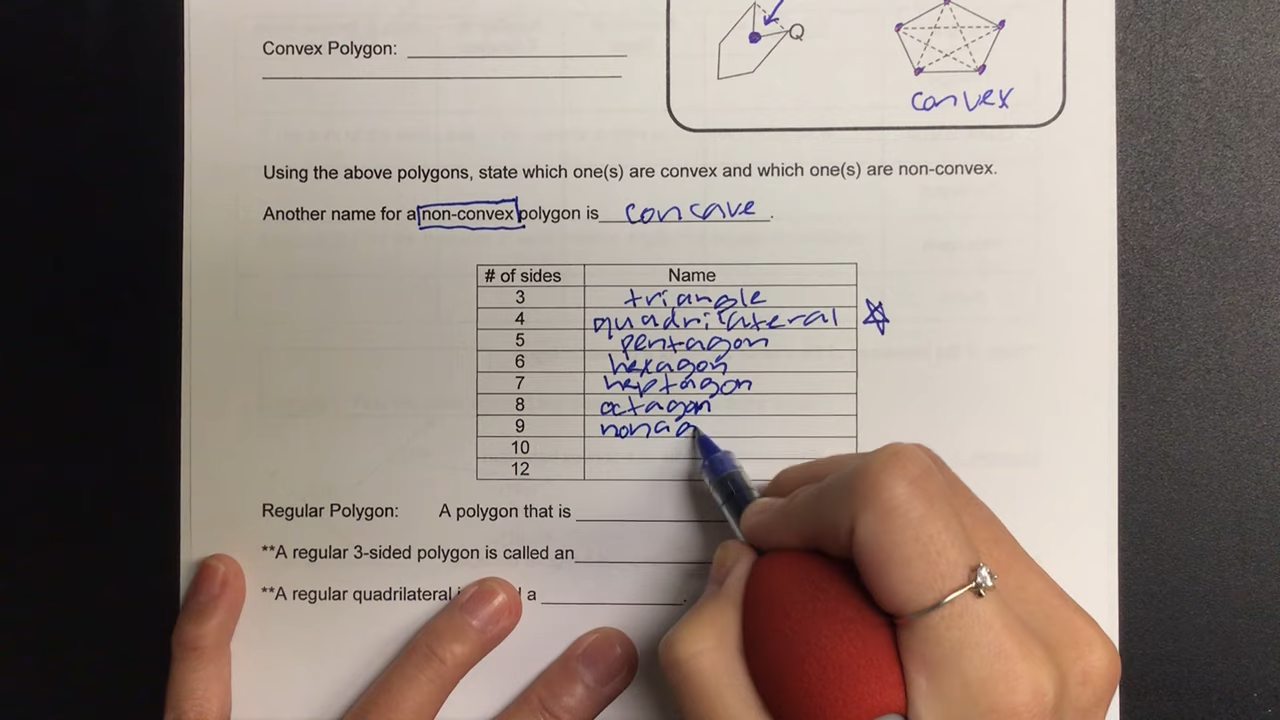 Q
Convex Polygon:
convex
Using the above polygons, state which one(s) are convex and which one(s) are non-convex.
Another name for a non-convex polygon is concave.
# of sides Name
3 triangle
4 quadrilateral
5 pentagon
6 hexagon
7 heptagon
8 octagon
9 nonag
10
12
Regular Polygon: A polygon that is
**A regular 3-sided polygon is called an
**A regular quadrilateral a .